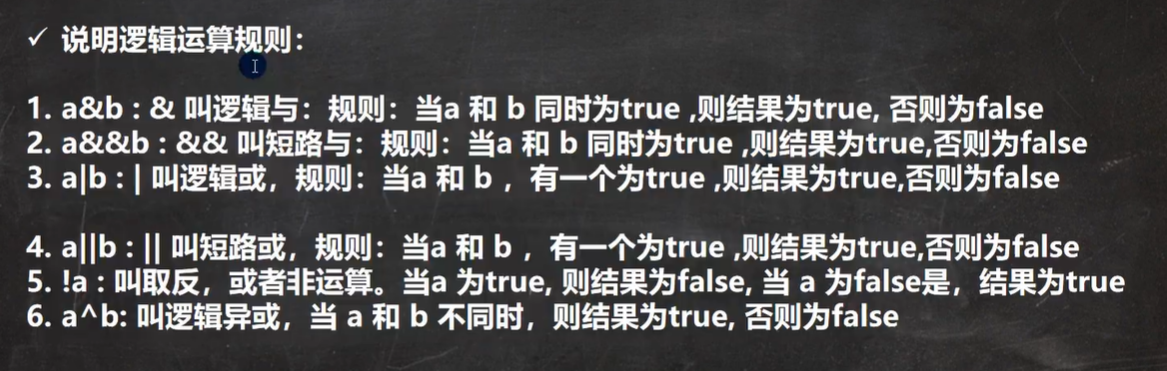 ✓ 说明逻辑运算规则：
1. a&b : & 叫逻辑与：规则：当a 和 b 同时为true ,则结果为true, 否则为false
2. a&&b : && 叫短路与：规则：当a 和 b 同时为true ,则结果为true,否则为false
3. a|b : | 叫逻辑或，规则：当a 和 b ，有一个为true ,则结果为true,否则为false
4. a||b : || 叫短路或，规则：当a 和 b ，有一个为true ,则结果为true,否则为false
5. !a : 叫取反，或者非运算。当a 为true, 则结果为false, 当 a 为false是，结果为true
6. a^b: 叫逻辑异或，当 a 和 b 不同时，则结果为true, 否则为false